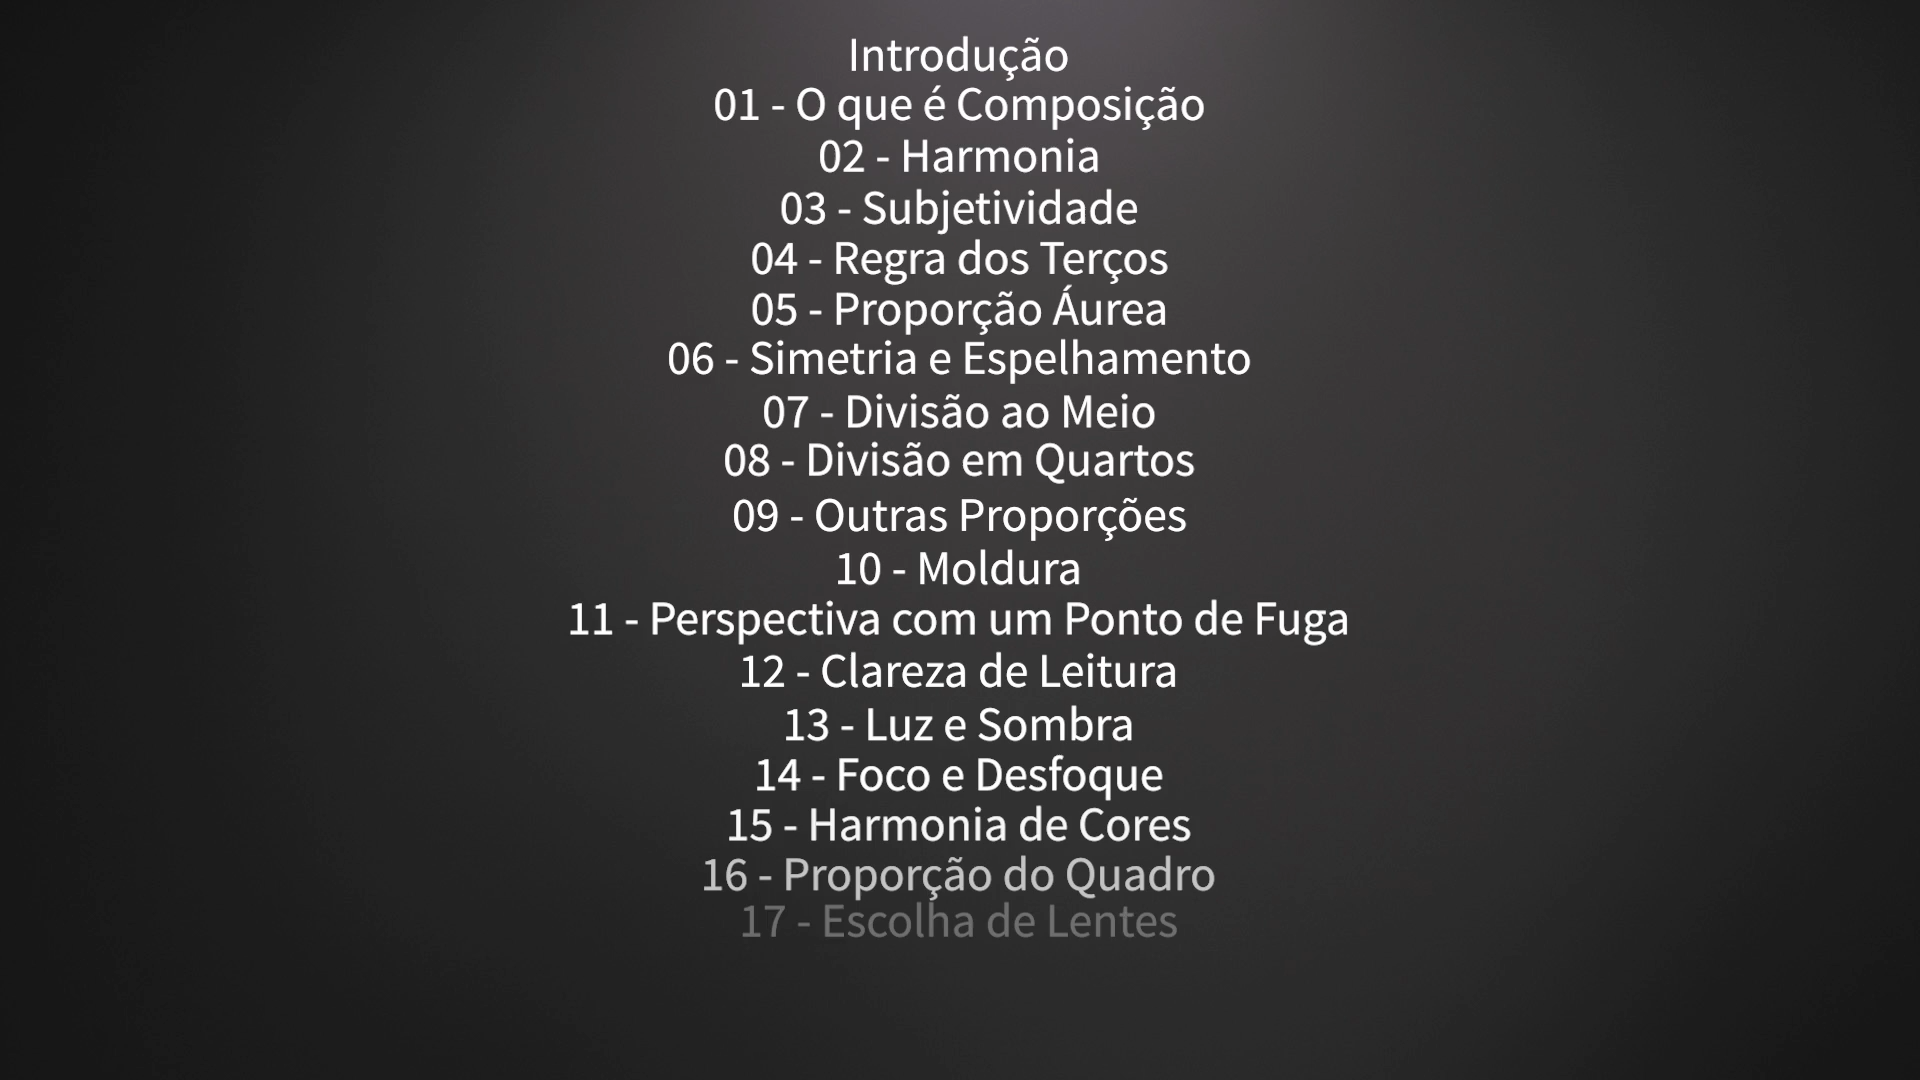 Introdução
01 - O que é Composição
02 - Harmonia
03 - Subjetividade
04 - Regra dos Terços
05 - Proporção Áurea
06 - Simetria e Espelhamento
07 - Divisão ao Meio
08 - Divisão em Quartos
09 - Outras Proporções
10 - Moldura
11 - Perspectiva com um Ponto de Fuga
12 - Clareza de Leitura
13 - Luz e Sombra
14 - Foco e Desfoque
15 - Harmonia de Cores
16 - Proporção do Quadro
17 - Escolha de Lentes